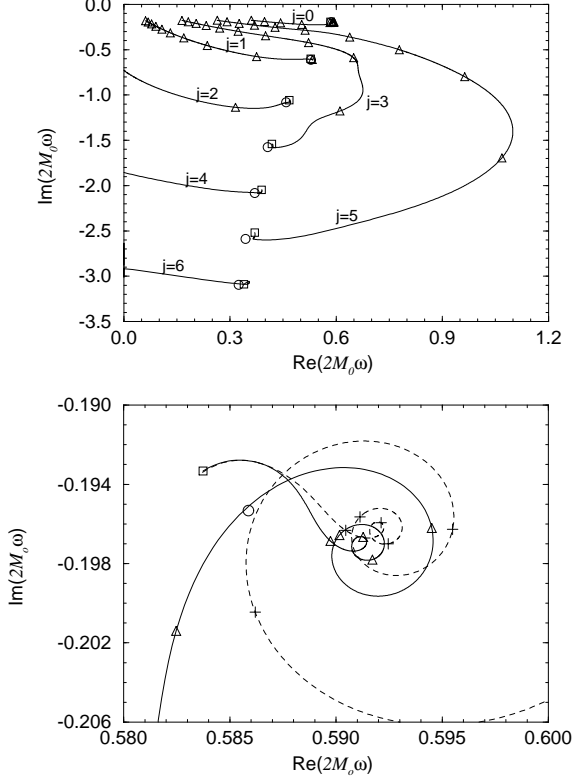 0.0
j=0
-0.5
j=1
-1.0
j=2
j=3
-1.5
Im(2M₀ω)
-2.0
j=4
j=5
-2.5
-3.0
j=6
-3.5
0.0 0.3 0.6 0.9 1.2
Re(2M₀ω)
-0.190
-0.194
-0.198
Im(2Mₒω)
-0.202
-0.206
0.580 0.585 0.590 0.595 0.600
Re(2Mₒω)